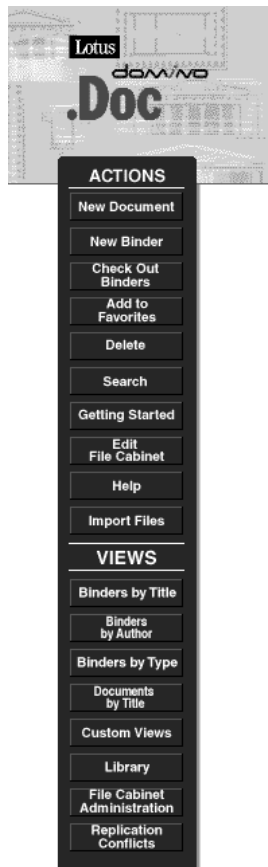 Lotus
domino
.Doc
ACTIONS
New Document
New Binder
Check Out
Binders
Add to
Favorites
Delete
Search
Getting Started
Edit
File Cabinet
Help
Import Files
VIEWS
Binders by Title
Binders
by Author
Binders by Type
Documents
by Title
Custom Views
Library
File Cabinet
Administration
Replication
Conflicts